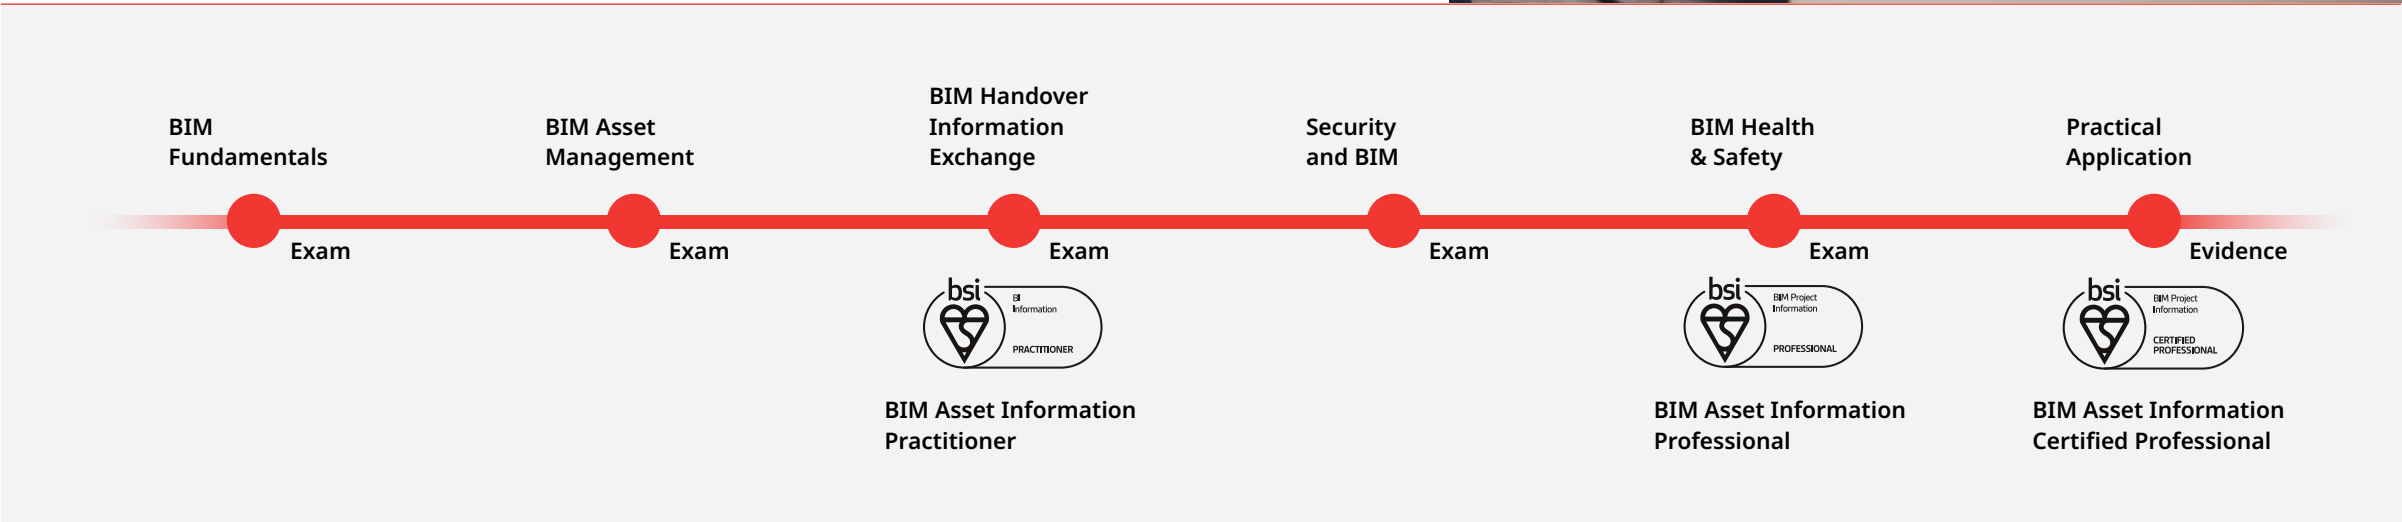 BIM
Fundamentals
BIM Asset
Management
BIM Handover
Information
Exchange
Security
and BIM
BIM Health
& Safety
Practical
Application
Exam
Exam
Exam
Exam
Exam
Evidence
bsi
BI
Information
PRACTITIONER
bsi
BIM Project
Information
PROFESSIONAL
bsi
BIM Project
Information
CERTIFIED
PROFESSIONAL
BIM Asset Information
Practitioner
BIM Asset Information
Professional
BIM Asset Information
Certified Professional